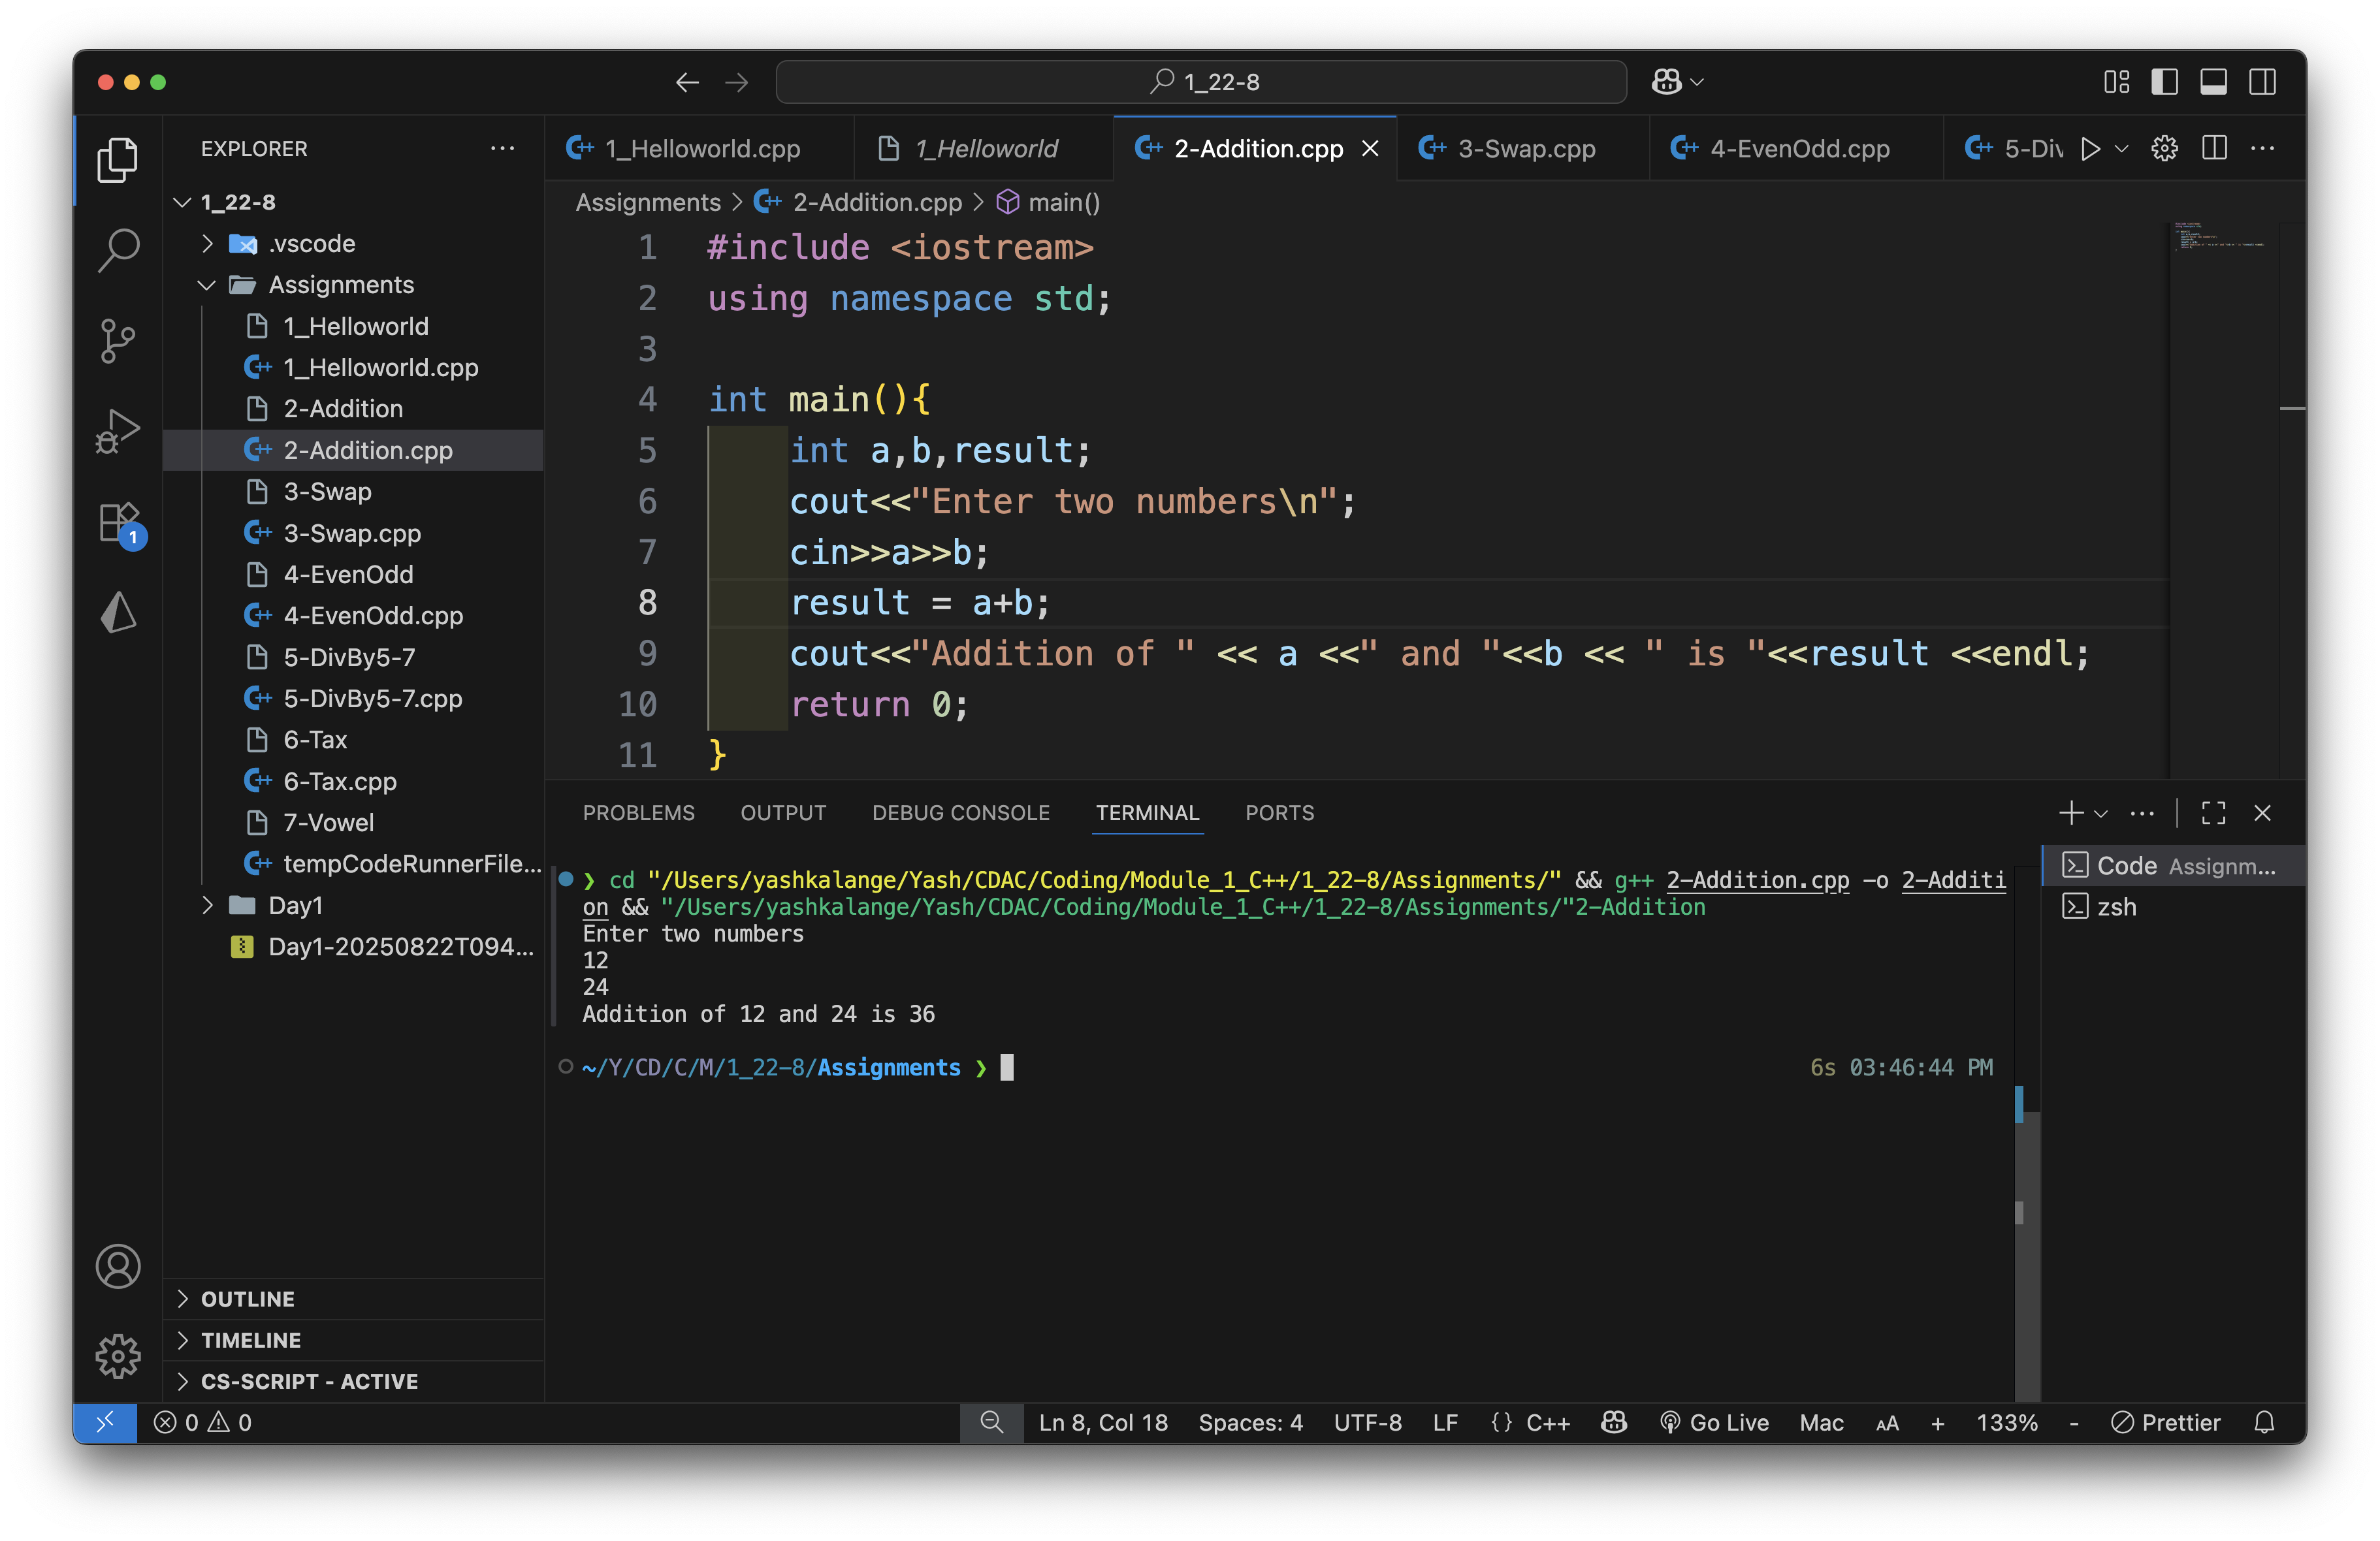 1_22-8
EXPLORER
1_22-8
.vscode
Assignments
1_Helloworld
1_Helloworld.cpp
2-Addition
2-Addition.cpp
3-Swap
3-Swap.cpp
4-EvenOdd
4-EvenOdd.cpp
5-DivBy5-7
5-DivBy5-7.cpp
6-Tax
6-Tax.cpp
7-Vowel
tempCodeRunnerFile...
Day1
Day1-20250822T094...
OUTLINE
TIMELINE
CS-SCRIPT - ACTIVE
1
1_Helloworld.cpp 1_Helloworld 2-Addition.cpp 3-Swap.cpp 4-EvenOdd.cpp 5-Div
Assignments > 2-Addition.cpp > main()
1 #include <iostream>
2 using namespace std;
3
4 int main(){
5 int a,b,result;
6 cout<<"Enter two numbers\n";
7 cin>>a>>b;
8 result = a+b;
9 cout<<"Addition of " << a <<" and "<<b << " is "<<result <<endl;
10 return 0;
11 }
PROBLEMS OUTPUT DEBUG CONSOLE TERMINAL PORTS
❯ cd "/Users/yashkalange/Yash/CDAC/Coding/Module_1_C++/1_22-8/Assignments/" && g++ 2-Addition.cpp -o 2-Additi
on && "/Users/yashkalange/Yash/CDAC/Coding/Module_1_C++/1_22-8/Assignments/"2-Addition
Enter two numbers
12
24
Addition of 12 and 24 is 36
~/Y/CD/C/M/1_22-8/Assignments ❯ 6s 03:46:44 PM
Code Assignm...
zsh
0 0 Ln 8, Col 18 Spaces: 4 UTF-8 LF {} C++ Go Live Mac AA + 133% - Prettier